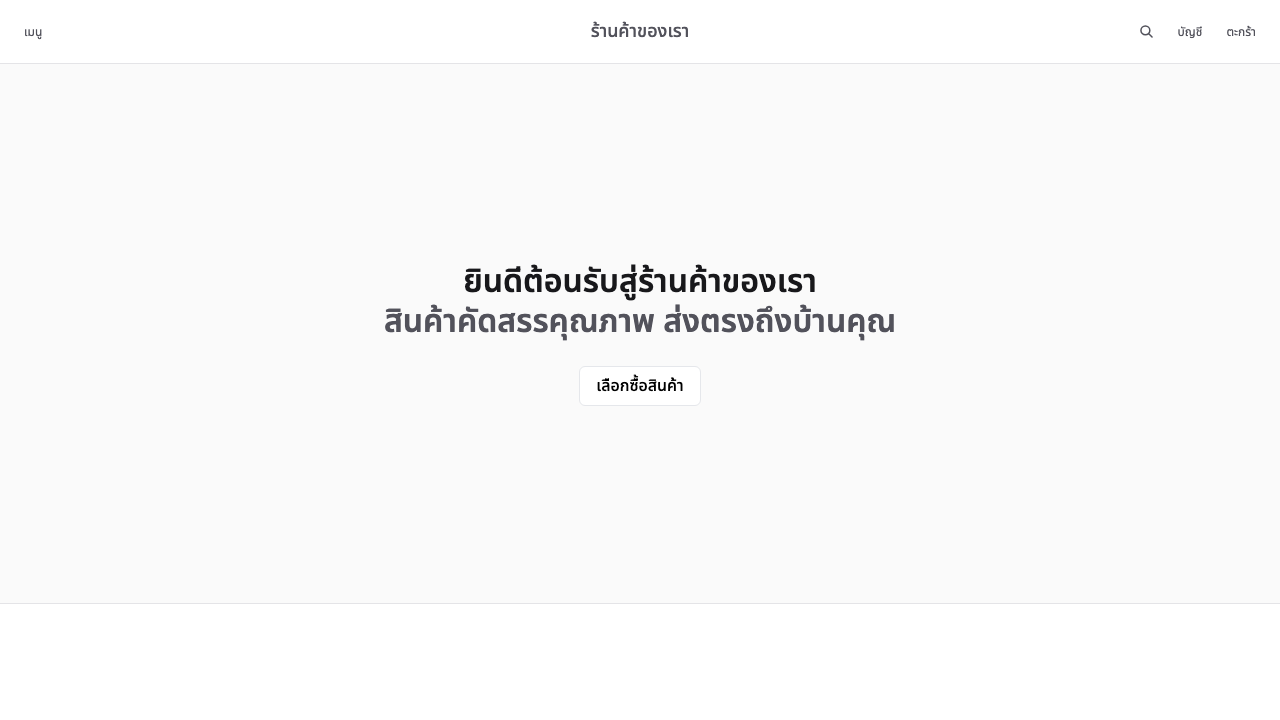 เมนู
ร้านค้าของเรา
บัญชี
ตะกร้า
ยินดีต้อนรับสู่ร้านค้าของเรา
สินค้าคัดสรรคุณภาพ ส่งตรงถึงบ้านคุณ
เลือกซื้อสินค้า